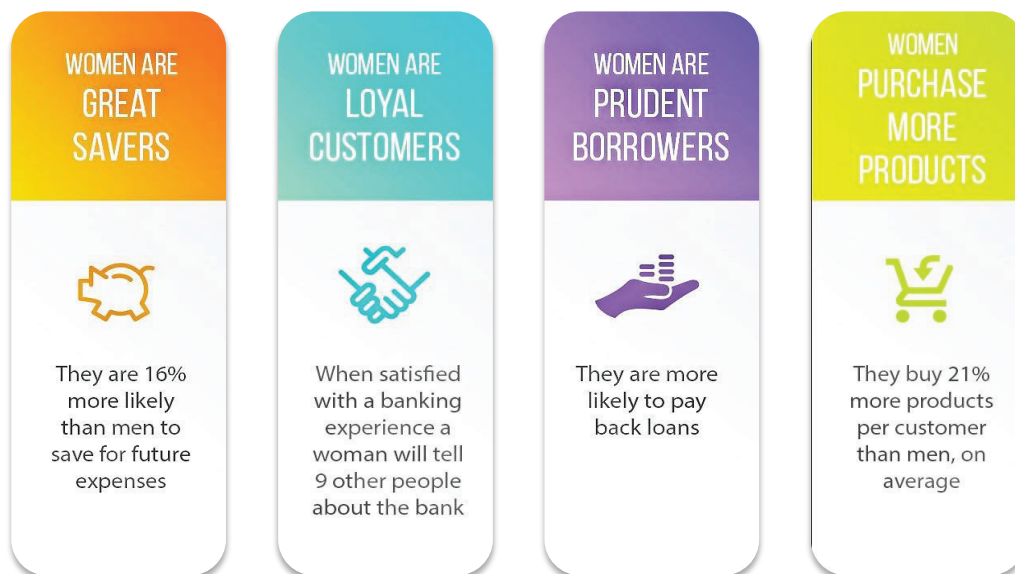 WOMEN ARE
GREAT
SAVERS
They are 16%
more likely
than men to
save for future
expenses
WOMEN ARE
LOYAL
CUSTOMERS
When satisfied
with a banking
experience a
woman will tell
9 other people
about the bank
WOMEN ARE
PRUDENT
BORROWERS
They are more
likely to pay
back loans
WOMEN
PURCHASE
MORE
PRODUCTS
They buy 21%
more products
per customer
than men, on
average